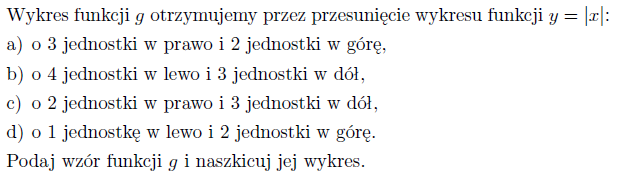 Wykres funkcji g otrzymujemy przez przesunięcie wykresu funkcji y = |x|:
a) o 3 jednostki w prawo i 2 jednostki w górę,
b) o 4 jednostki w lewo i 3 jednostki w dół,
c) o 2 jednostki w prawo i 3 jednostki w dół,
d) o 1 jednostkę w lewo i 2 jednostki w górę.
Podaj wzór funkcji g i naszkicuj jej wykres.